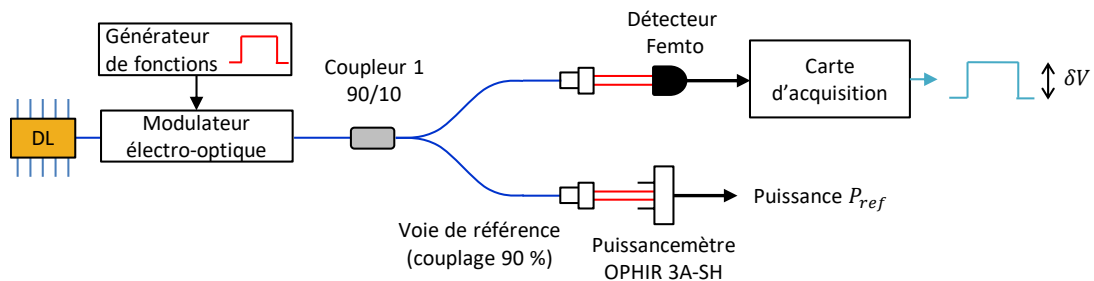 Générateur
de fonctions
Coupleur 1
90/10
Détecteur
Femto
Carte
d’acquisition
δV
DL
Modulateur
électro-optique
Voie de référence
(couplage 90 %)
Puissancemètre
OPHIR 3A-SH
Puissance P_ref